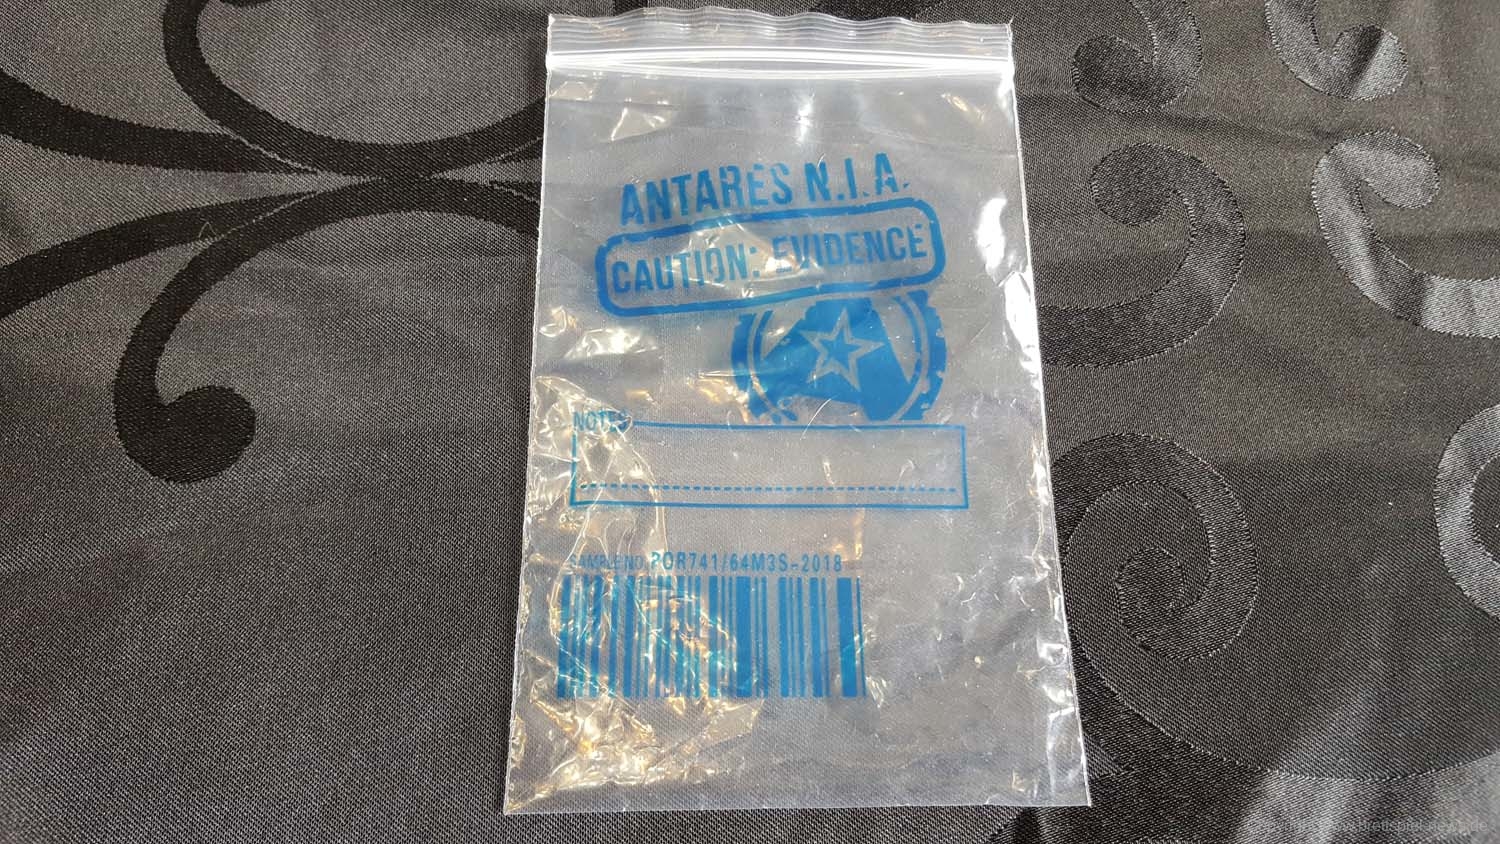 ANTARES N.I.A.
CAUTION: EVIDENCE
NOTES
SAMPLE NO. POR741/64M3S-2018